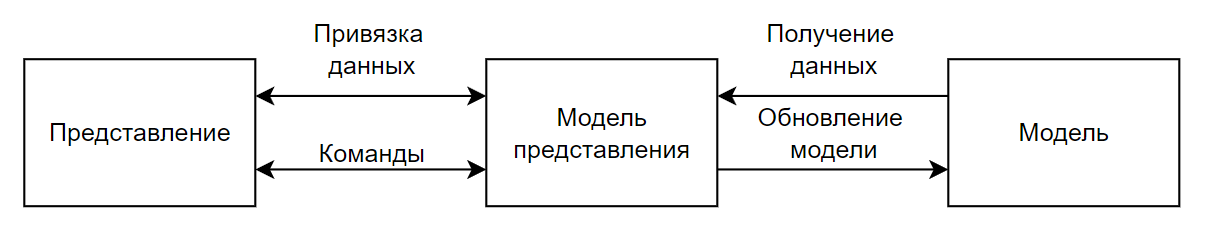 Привязка
данных
Получение
данных
Представление
Команды
Модель
представления
Обновление
модели
Модель